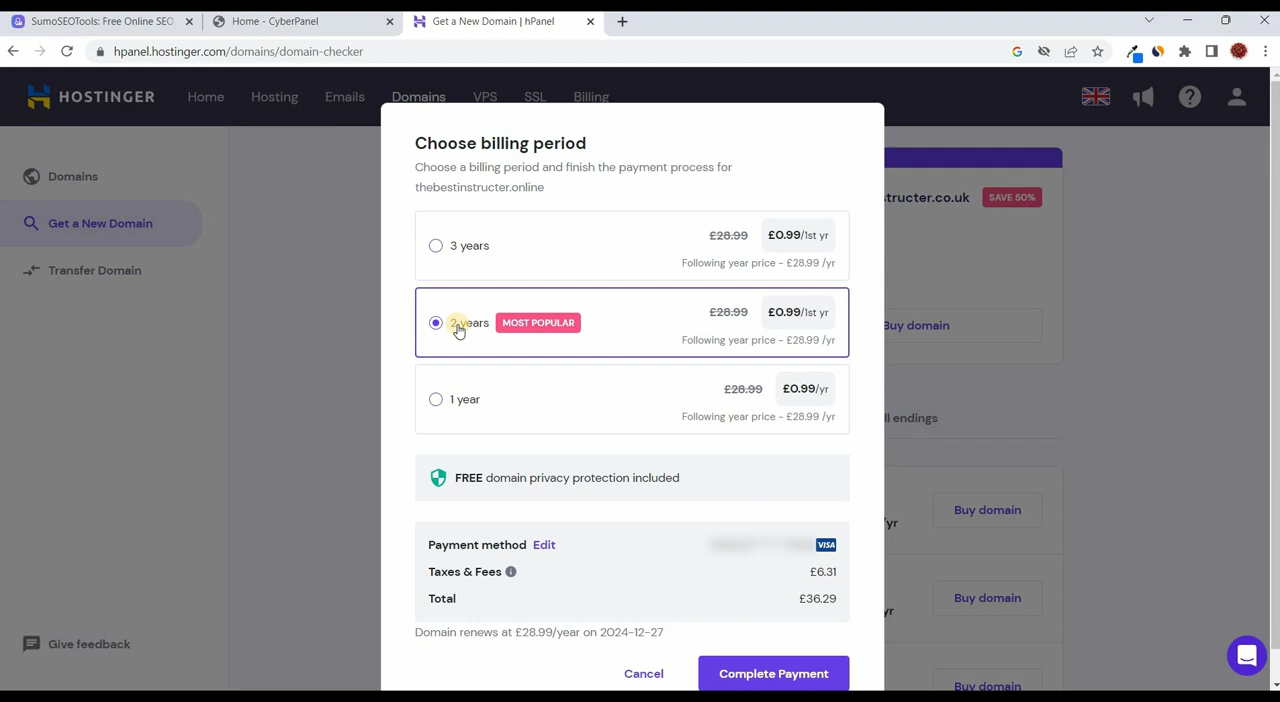 SumoSEOTools: Free Online SEO
Home - CyberPanel
Get a New Domain | hPanel
hpanel.hostinger.com/domains/domain-checker
HOSTINGER
Home
Hosting
Emails
Domains
VPS
SSL
Billing
Domains
Get a New Domain
Transfer Domain
Give feedback
Choose billing period
Choose a billing period and finish the payment process for
thebestinstructer.online
3 years
£28.99
£0.99/1st yr
Following year price - £28.99 /yr
2 years
MOST POPULAR
£28.99
£0.99/1st yr
Following year price - £28.99 /yr
1 year
£28.99
£0.99/yr
Following year price - £28.99 /yr
FREE domain privacy protection included
Payment method Edit
VISA
Taxes & Fees
£6.31
Total
£36.29
Domain renews at £28.99/year on 2024-12-27
Cancel
Complete Payment
tructer.co.uk
SAVE 50%
Buy domain
ll endings
/yr
Buy domain
yr
Buy domain
Buy domain